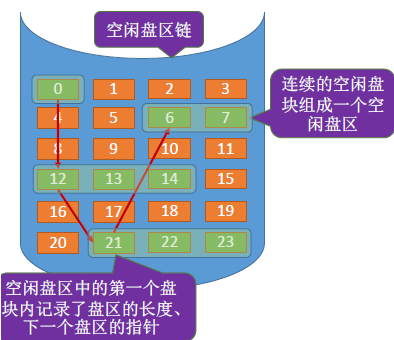 空闲盘区链
0 1 2 3
4 5 6 7
8 9 10 11
12 13 14 15
16 17 18 19
20 21 22 23
连续的空闲盘
块组成一个空
闲盘区
空闲盘区中的第一个盘
块内记录了盘区的长度、
下一个盘区的指针